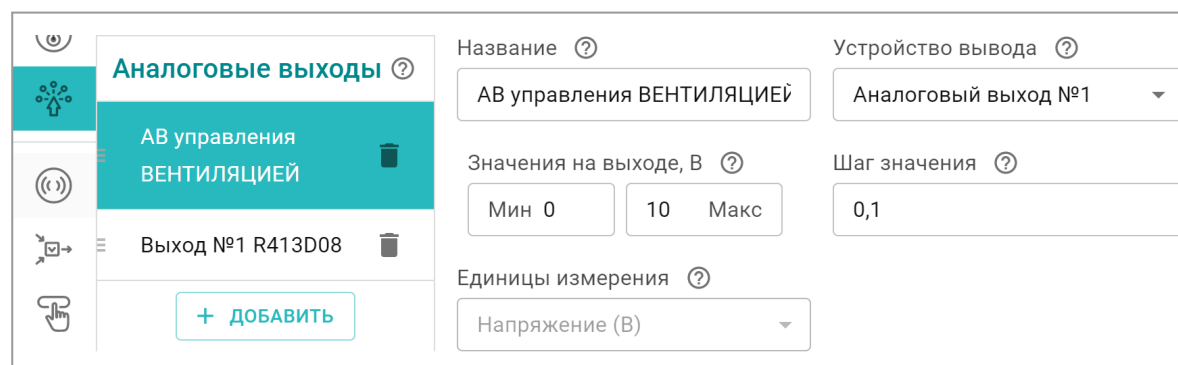 Аналоговые выходы
АВ управления
ВЕНТИЛЯЦИЕЙ
Выход №1 R413D08
+ ДОБАВИТЬ
Название
АВ управления ВЕНТИЛЯЦИЕЙ
Устройство вывода
Аналоговый выход №1
Значения на выходе, В
Мин 0
10 Макс
Шаг значения
0,1
Единицы измерения
Напряжение (В)